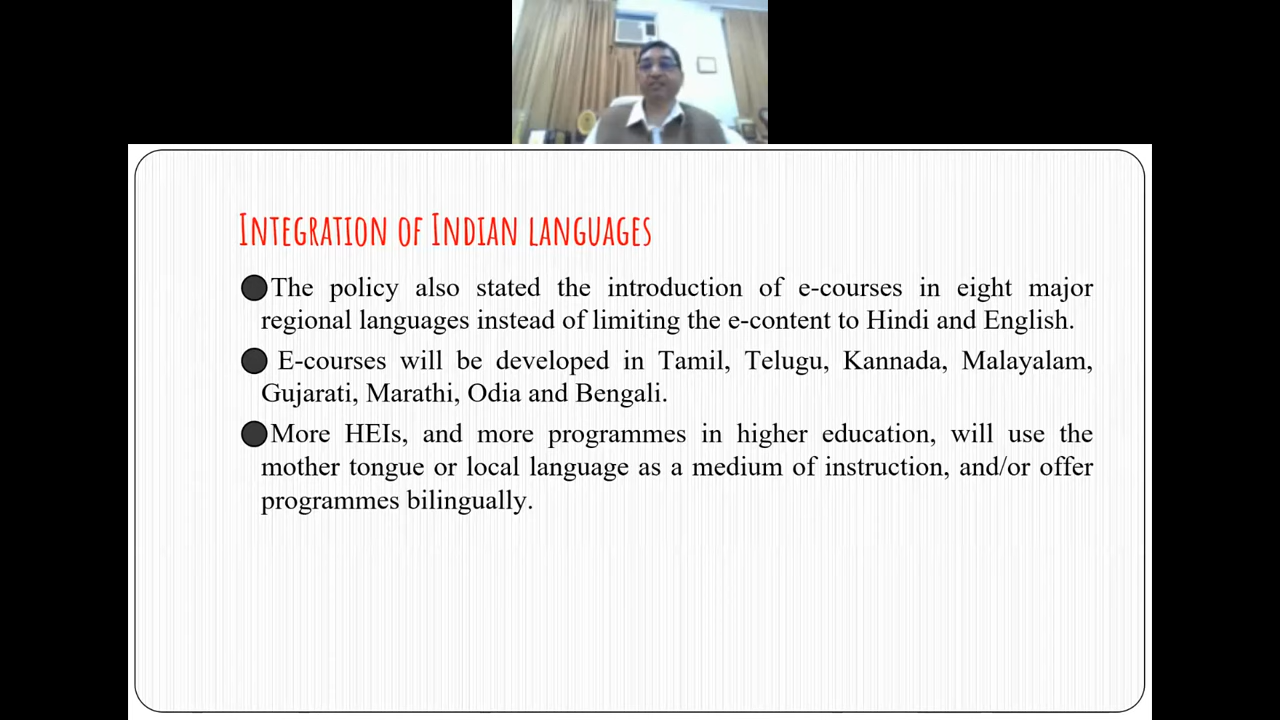 Integration of Indian languages
The policy also stated the introduction of e-courses in eight major
regional languages instead of limiting the e-content to Hindi and English.
E-courses will be developed in Tamil, Telugu, Kannada, Malayalam,
Gujarati, Marathi, Odia and Bengali.
More HEIs, and more programmes in higher education, will use the
mother tongue or local language as a medium of instruction, and/or offer
programmes bilingually.